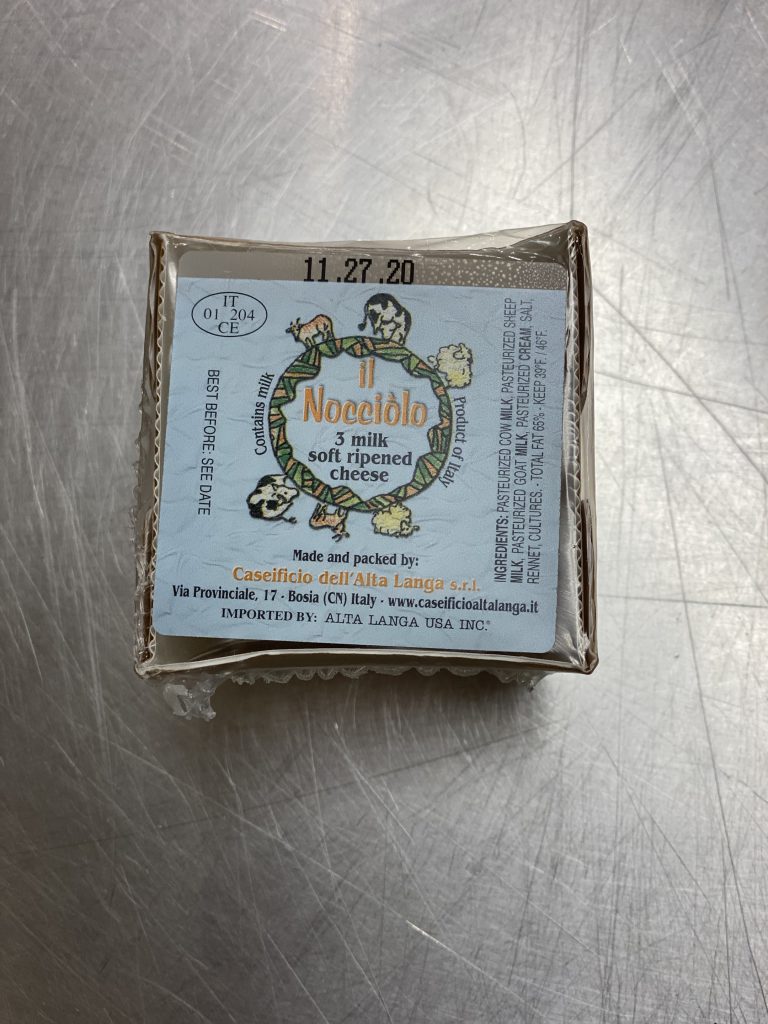 11.27.20
IT
01 204
CE
BEST BEFORE: SEE DATE
Contains milk
il
Nocciòlo
3 milk
soft ripened
cheese
Product of Italy
INGREDIENTS: PASTEURIZED COW MILK, PASTEURIZED SHEEP
MILK, PASTEURIZED GOAT MILK, PASTEURIZED CREAM, SALT,
RENNET, CULTURES. - TOTAL FAT 65% - KEEP 39°F. / 46°F.
Made and packed by:
Caseificio dell'Alta Langa s.r.l.
Via Provinciale, 17 - Bosia (CN) Italy - www.caseificioaltalanga.it
IMPORTED BY: ALTA LANGA USA INC.®